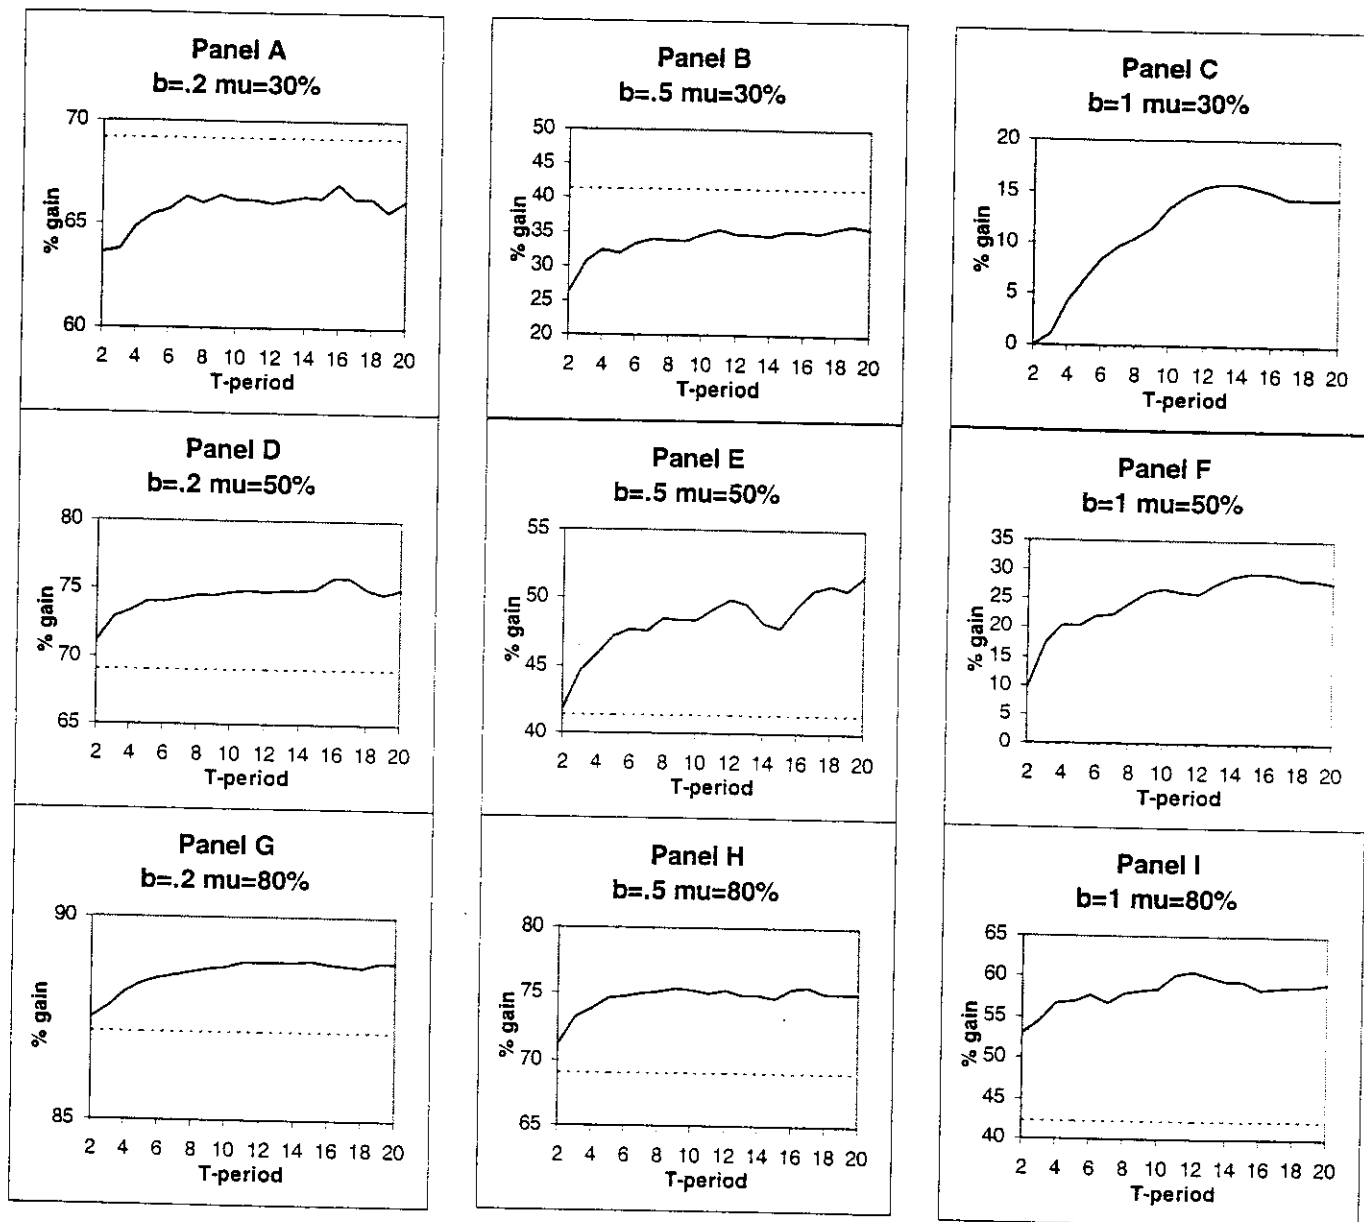 Panel A
b=.2 mu=30%
70
65
60
% gain
2 4 6 8 10 12 14 16 18 20
T-period
Panel B
b=.5 mu=30%
50
45
40
35
30
25
20
% gain
2 4 6 8 10 12 14 16 18 20
T-period
Panel C
b=1 mu=30%
20
15
10
5
0
% gain
2 4 6 8 10 12 14 16 18 20
T-period
Panel D
b=.2 mu=50%
80
75
70
65
% gain
2 4 6 8 10 12 14 16 18 20
T-period
Panel E
b=.5 mu=50%
55
50
45
40
% gain
2 4 6 8 10 12 14 16 18 20
T-period
Panel F
b=1 mu=50%
35
30
25
20
15
10
5
0
% gain
2 4 6 8 10 12 14 16 18 20
T-period
Panel G
b=.2 mu=80%
90
85
% gain
2 4 6 8 10 12 14 16 18 20
T-period
Panel H
b=.5 mu=80%
80
75
70
65
% gain
2 4 6 8 10 12 14 16 18 20
T-period
Panel I
b=1 mu=80%
65
60
55
50
45
40
% gain
2 4 6 8 10 12 14 16 18 20
T-period